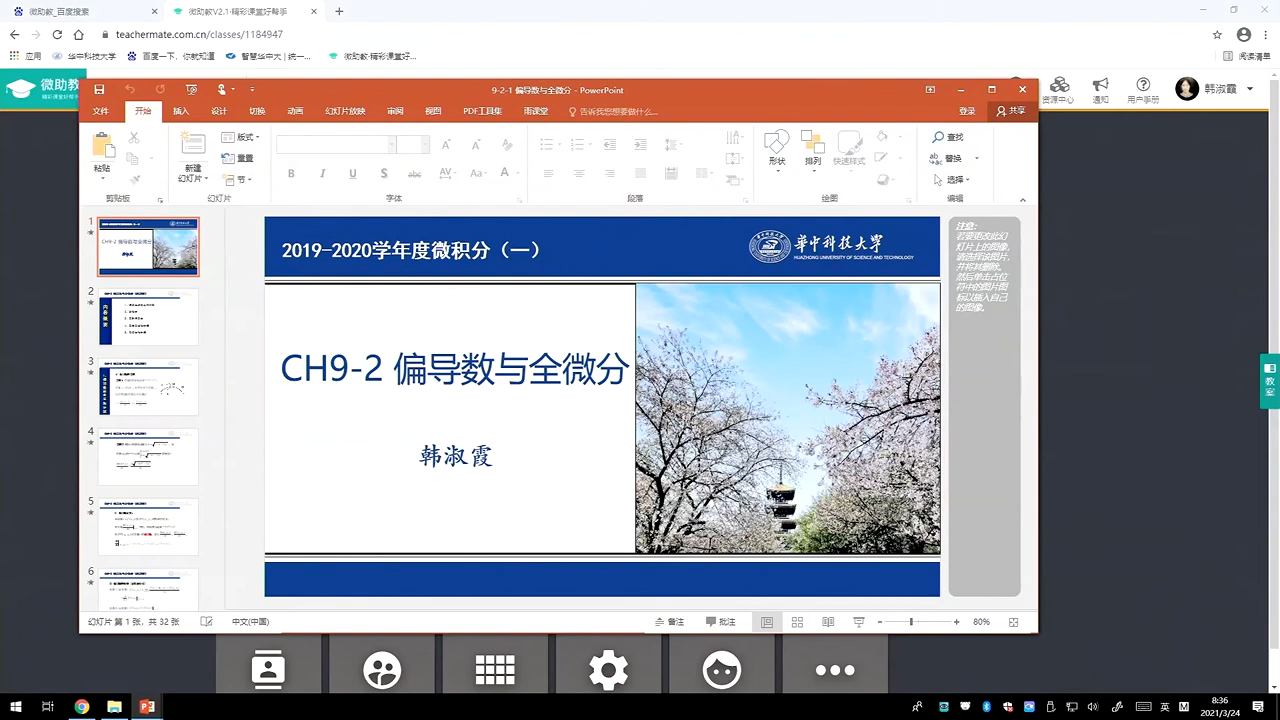 微助教_百度搜索
微助教V2.1-精彩课堂好帮手
teachermate.com.cn/classes/1184947
应用
华中科技大学
百度一下，你就知道
智慧华中大 | 统一...
微助教-精彩课堂好...
阅读清单
微助教
资源中心
通知
用户手册
韩淑霞
9-2-1 偏导数与全微分 - PowerPoint
文件
开始
插入
设计
切换
动画
幻灯片放映
审阅
视图
PDF工具集
雨课堂
告诉我您想要做什么...
登录
共享
粘贴
新建
幻灯片
版式
重置
节
形状
排列
快速样式
查找
替换
选择
剪贴板
幻灯片
字体
段落
绘图
编辑
1
2
3
4
5
6
2019-2020学年度微积分（一）
华中科技大学
HUAZHONG UNIVERSITY OF SCIENCE AND TECHNOLOGY
CH9-2 偏导数与全微分
韩淑霞
注意:
若要更改此幻
灯片上的图像，
请选择该图片，
并将其删除。
然后单击占位
符中的图片图
标以插入自己
的图像。
教案
幻灯片 第 1 张，共 32 张
中文(中国)
备注
批注
80%
英
8:36
2021/3/24